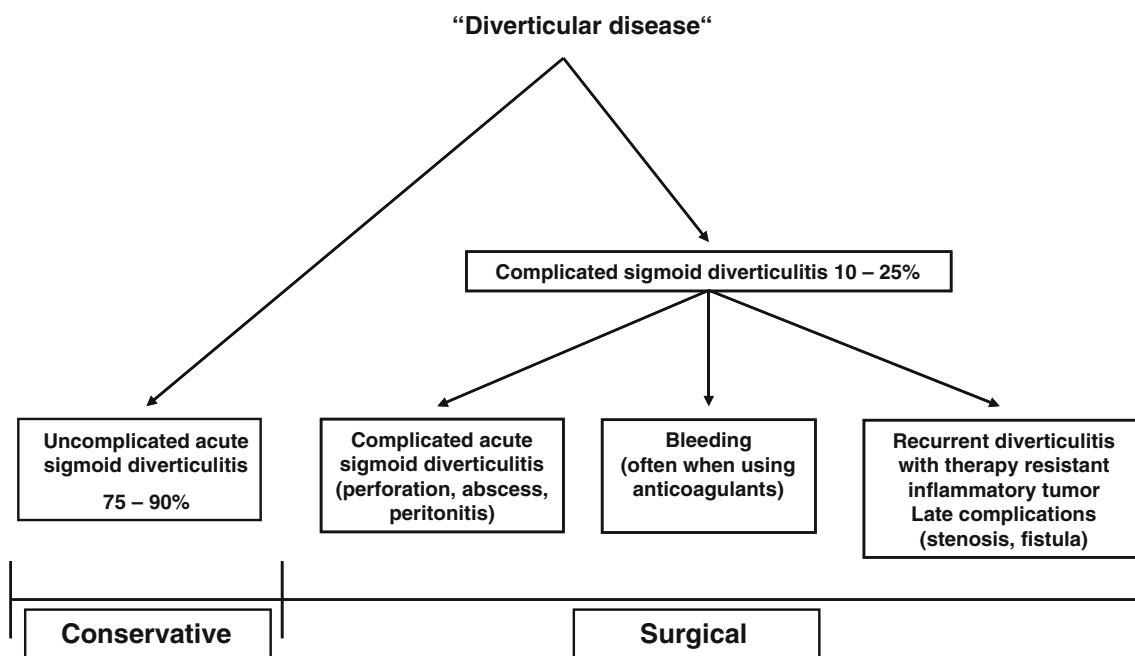 “Diverticular disease“
Complicated sigmoid diverticulitis 10 – 25%
Uncomplicated acute
sigmoid diverticulitis
75 – 90%
Complicated acute
sigmoid diverticulitis
(perforation, abscess,
peritonitis)
Bleeding
(often when using
anticoagulants)
Recurrent diverticulitis
with therapy resistant
inflammatory tumor
Late complications
(stenosis, fistula)
Conservative
Surgical